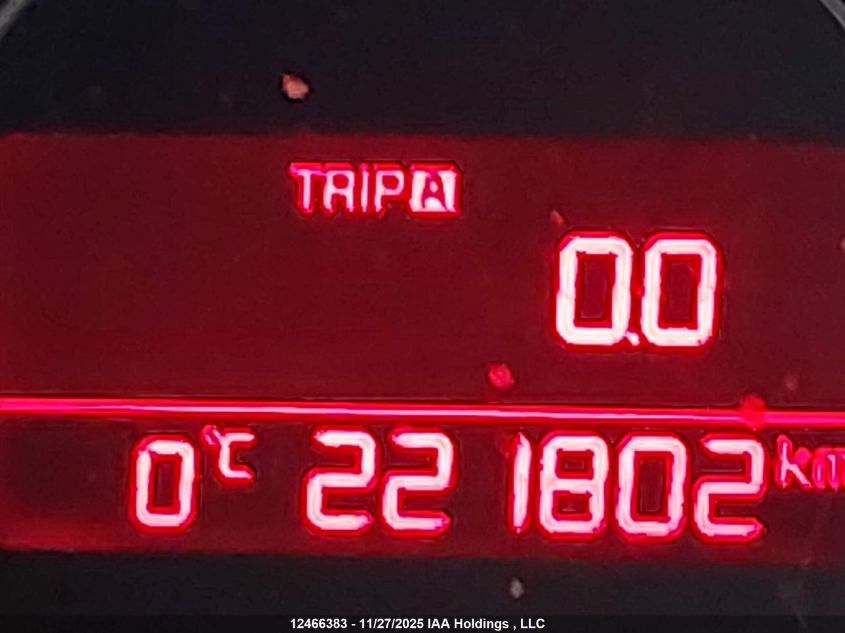 TRIP A
0.0
0°C 221802 km
12466383 - 11/27/2025 IAA Holdings , LLC